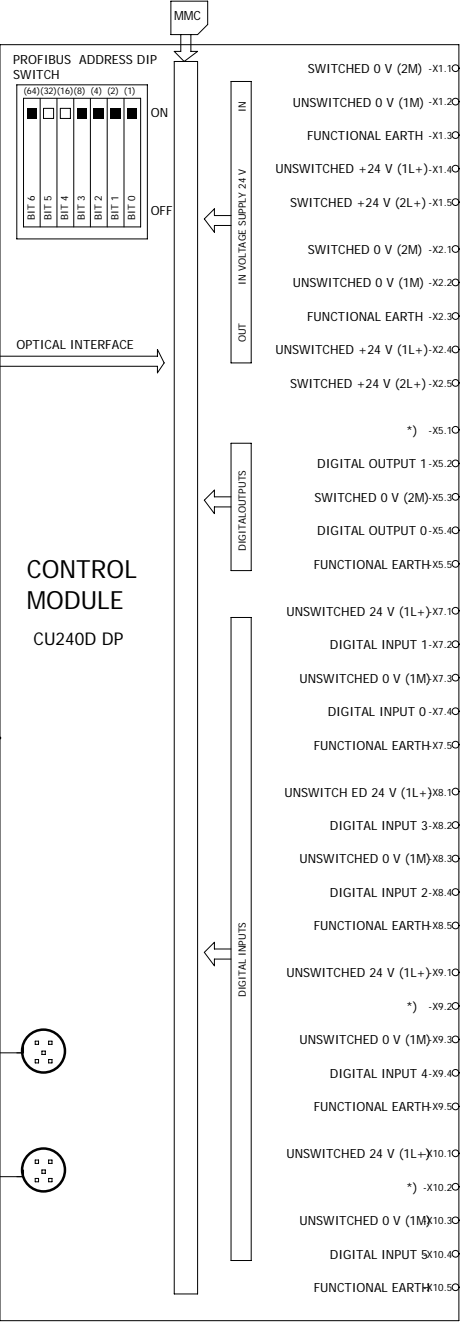 MMC
PROFIBUS ADDRESS DIP
SWITCH
(64)(32)(16)(8) (4) (2) (1)
ON
BIT 6
BIT 5
BIT 4
BIT 3
BIT 2
BIT 1
BIT 0
OFF
OPTICAL INTERFACE
CONTROL
MODULE
CU240D DP
IN
IN VOLTAGE SUPPLY 24 V
OUT
DIGITALOUTPUTS
DIGITAL INPUTS
SWITCHED 0 V (2M) -X1.1
UNSWITCHED 0 V (1M) -X1.2
FUNCTIONAL EARTH -X1.3
UNSWITCHED +24 V (1L+)-X1.4
SWITCHED +24 V (2L+) -X1.5
SWITCHED 0 V (2M) -X2.1
UNSWITCHED 0 V (1M) -X2.2
FUNCTIONAL EARTH -X2.3
UNSWITCHED +24 V (1L+)-X2.4
SWITCHED +24 V (2L+) -X2.5
*) -X5.1
DIGITAL OUTPUT 1-X5.2
SWITCHED 0 V (2M)-X5.3
DIGITAL OUTPUT 0-X5.4
FUNCTIONAL EARTH-X5.5
UNSWITCHED 24 V (1L+)-X7.1
DIGITAL INPUT 1-X7.2
UNSWITCHED 0 V (1M)-X7.3
DIGITAL INPUT 0-X7.4
FUNCTIONAL EARTH-X7.5
UNSWITCH ED 24 V (1L+)-X8.1
DIGITAL INPUT 3-X8.2
UNSWITCHED 0 V (1M)-X8.3
DIGITAL INPUT 2-X8.4
FUNCTIONAL EARTH-X8.5
UNSWITCHED 24 V (1L+)-X9.1
*) -X9.2
UNSWITCHED 0 V (1M)-X9.3
DIGITAL INPUT 4-X9.4
FUNCTIONAL EARTH-X9.5
UNSWITCHED 24 V (1L+)-X10.1
*) -X10.2
UNSWITCHED 0 V (1M)-X10.3
DIGITAL INPUT 5-X10.4
FUNCTIONAL EARTH-X10.5